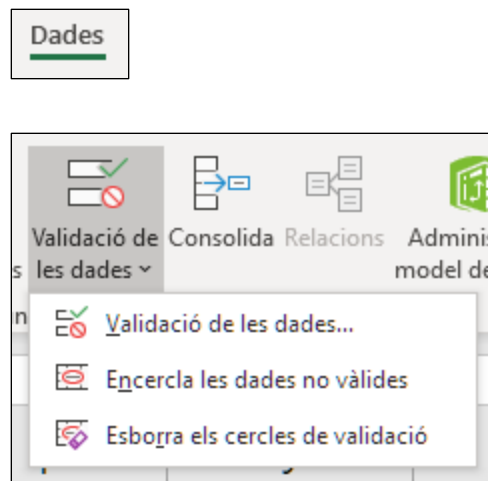 Dades
Validació de Consolida Relacions
les dades model de
Validació de les dades...
Encercla les dades no vàlides
Esborra els cercles de validació